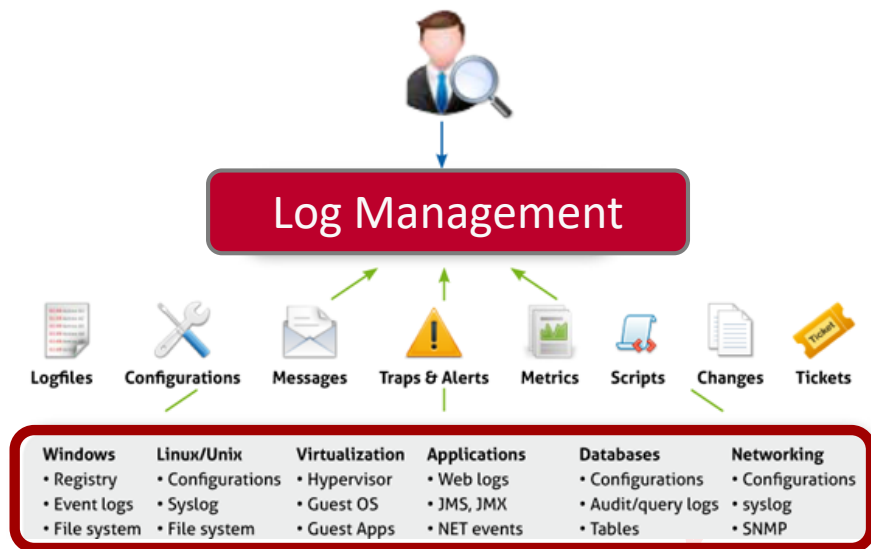 Log Management
Ticket
Logfiles Configurations Messages Traps & Alerts Metrics Scripts Changes Tickets
Windows Linux/Unix Virtualization Applications Databases Networking
• Registry • Configurations • Hypervisor • Web logs • Configurations • Configurations
• Event logs • Syslog • Guest OS • JMS, JMX • Audit/query logs • syslog
• File system • File system • Guest Apps • NET events • Tables • SNMP